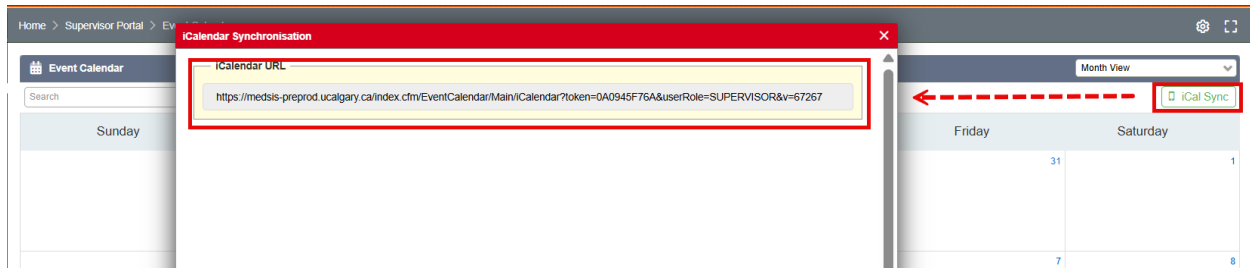 Home > Supervisor Portal >
iCalendar Synchronisation
Event Calendar
Month View
iCalendar URL
Search
https://medsis-preprod.ucalgary.ca/index.cfm/EventCalendar/Main/iCalendar?token=0A0945F76A&userRole=SUPERVISOR&v=67267
iCal Sync
Sunday
Friday
Saturday
31
1
7
8